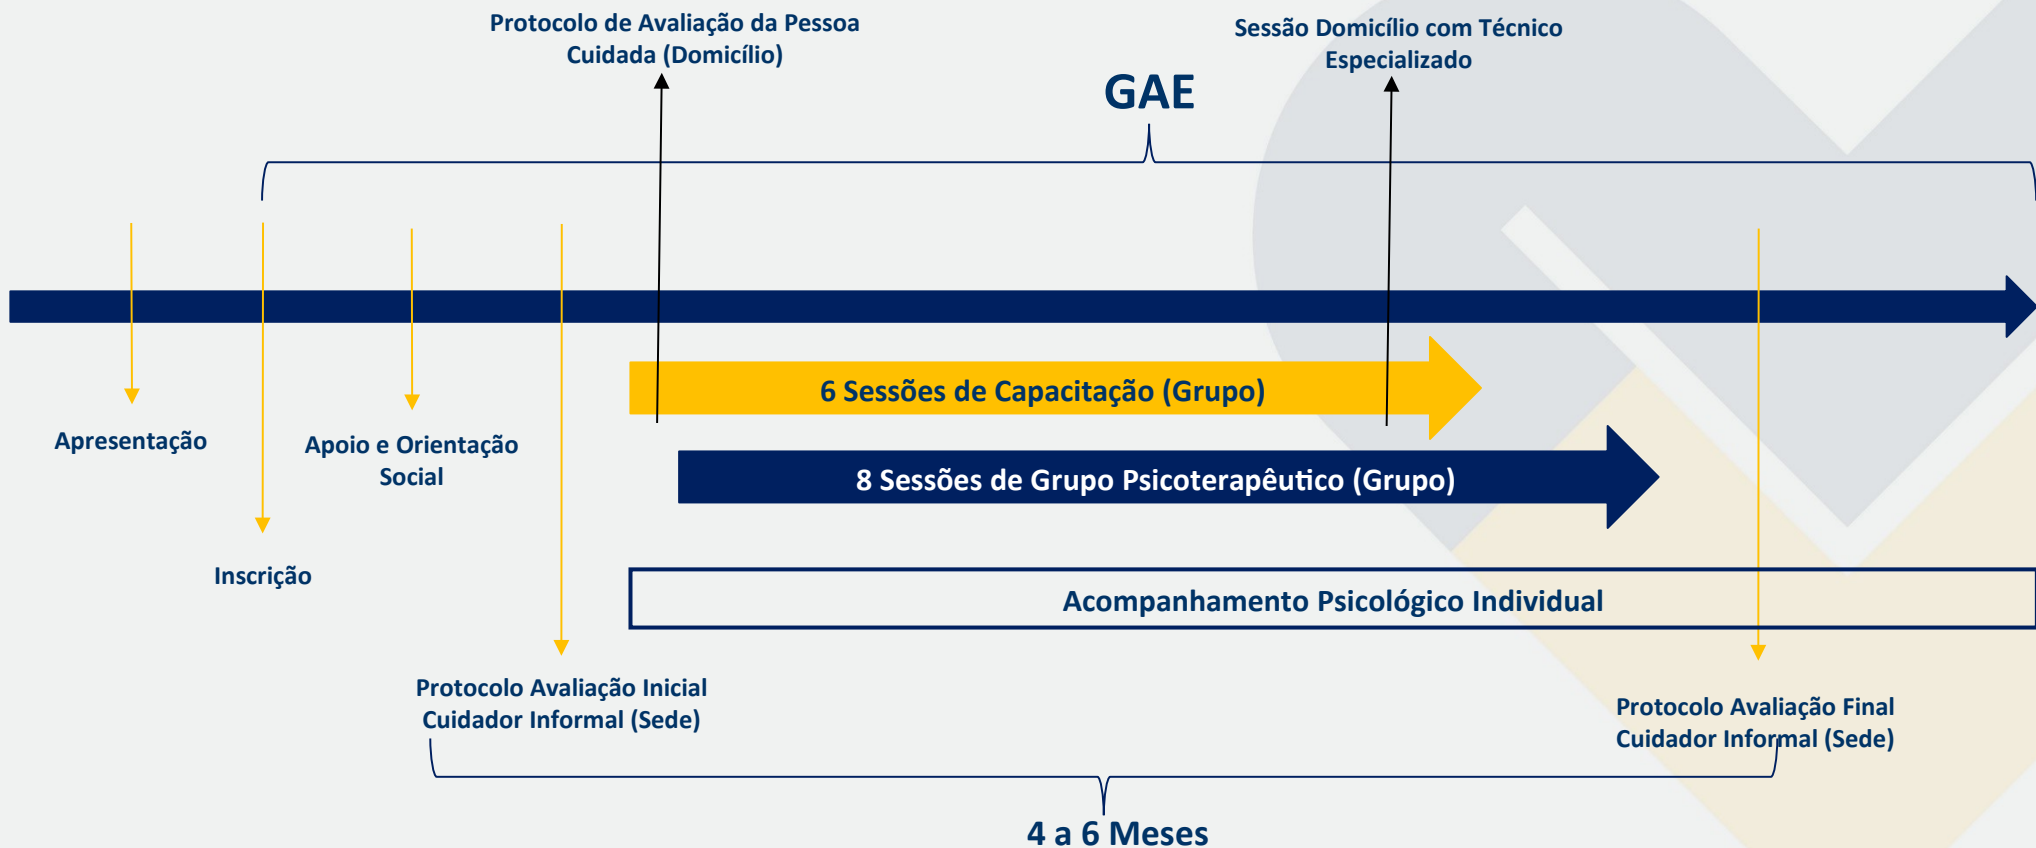 Protocolo de Avaliação da Pessoa
Cuidada (Domicílio)
Sessão Domicílio com Técnico
Especializado
GAE
6 Sessões de Capacitação (Grupo)
Apresentação
Apoio e Orientação
Social
8 Sessões de Grupo Psicoterapêutico (Grupo)
Inscrição
Acompanhamento Psicológico Individual
Protocolo Avaliação Inicial
Cuidador Informal (Sede)
Protocolo Avaliação Final
Cuidador Informal (Sede)
4 a 6 Meses